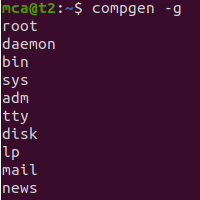 mca@t2:~$ compgen -g
root
daemon
bin
sys
adm
tty
disk
lp
mail
news